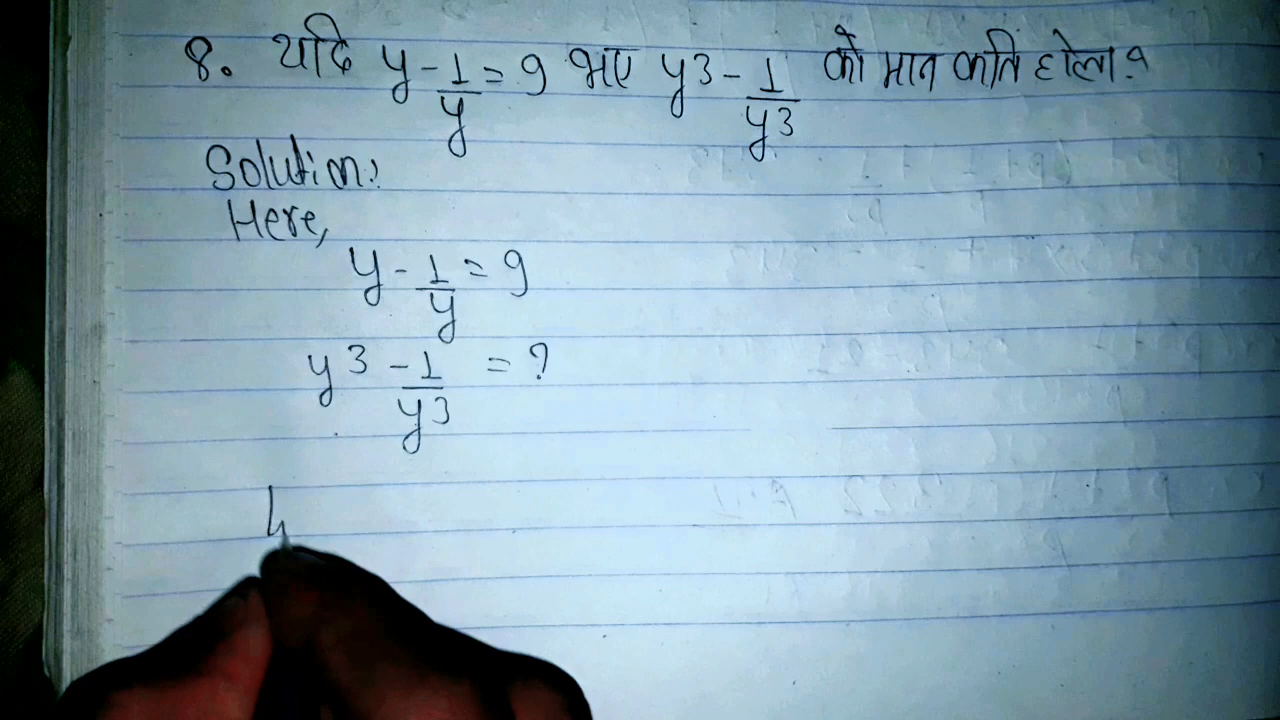 8. यदि y - 1/y = 9 भए y3 - 1/y3 को मान कति होला?
Solution:
Here,
y - 1/y = 9
y3 - 1/y3 = ?